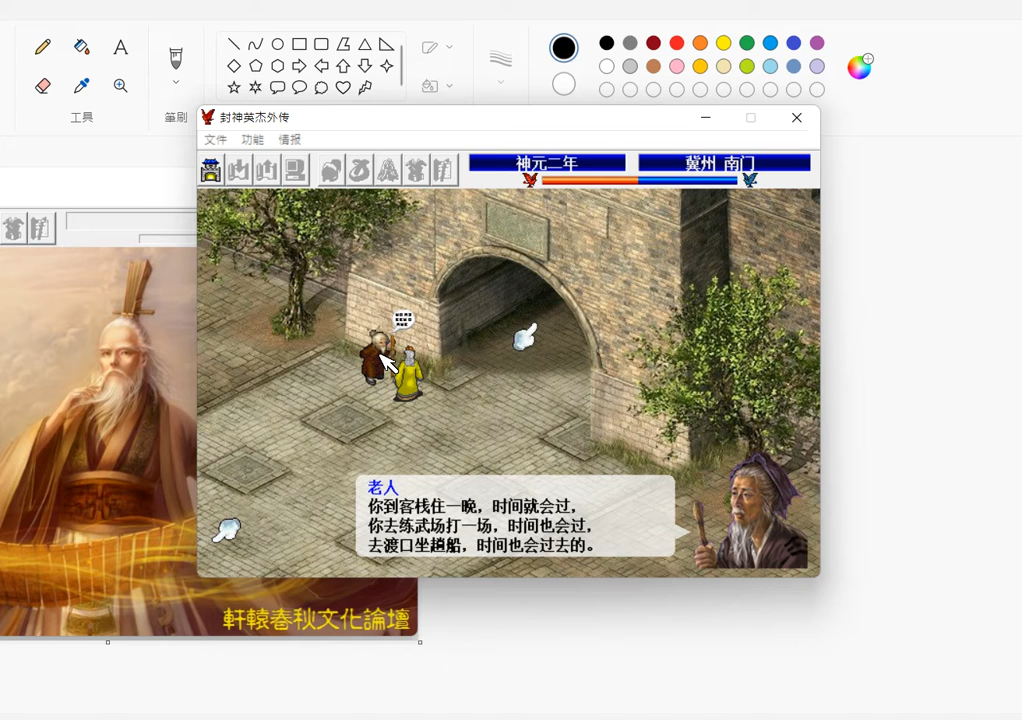 A
工具
筆刷
封神英杰外传
文件 功能 情报
神元二年
冀州 南门
老人
你到客栈住一晚，时间就会过，
你去练武场打一场，时间也会过，
去渡口坐趟船，时间也会过去的。
軒轅春秋文化論壇